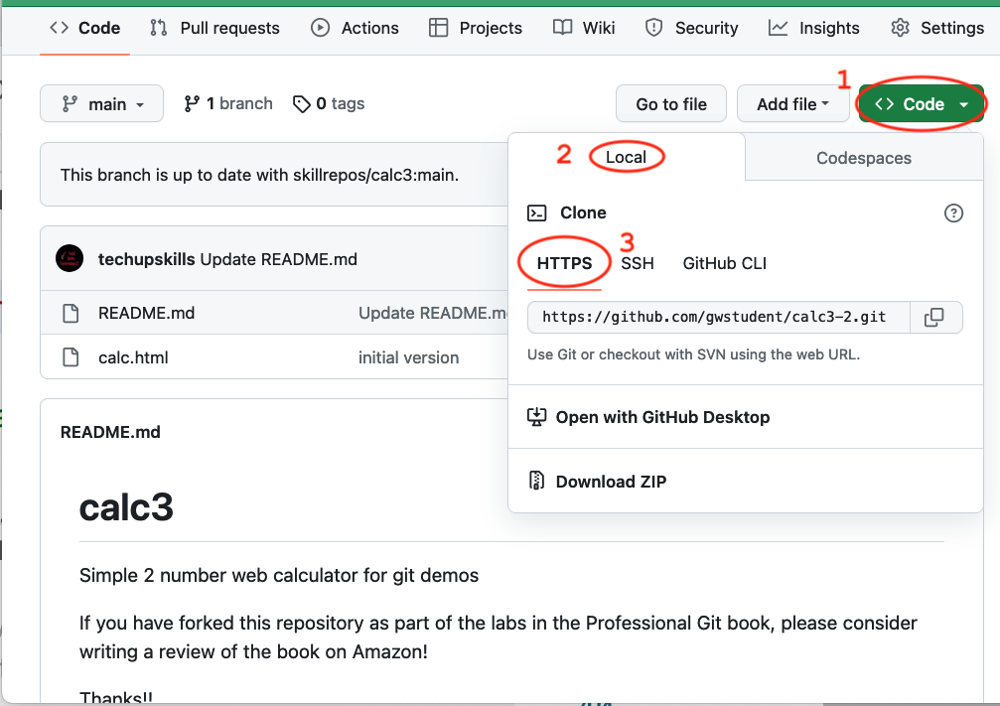 Code Pull requests Actions Projects Wiki Security Insights Settings
1
main 1 branch 0 tags Go to file Add file Code
2 Local Codespaces
This branch is up to date with skillrepos/calc3:main.
Clone
3
HTTPS SSH GitHub CLI
techupskills Update README.md
README.md Update README.m
https://github.com/gwstudent/calc3-2.git
Use Git or checkout with SVN using the web URL.
calc.html initial version
Open with GitHub Desktop
README.md
Download ZIP
calc3
Simple 2 number web calculator for git demos
If you have forked this repository as part of the labs in the Professional Git book, please consider
writing a review of the book on Amazon!
Thanks!!